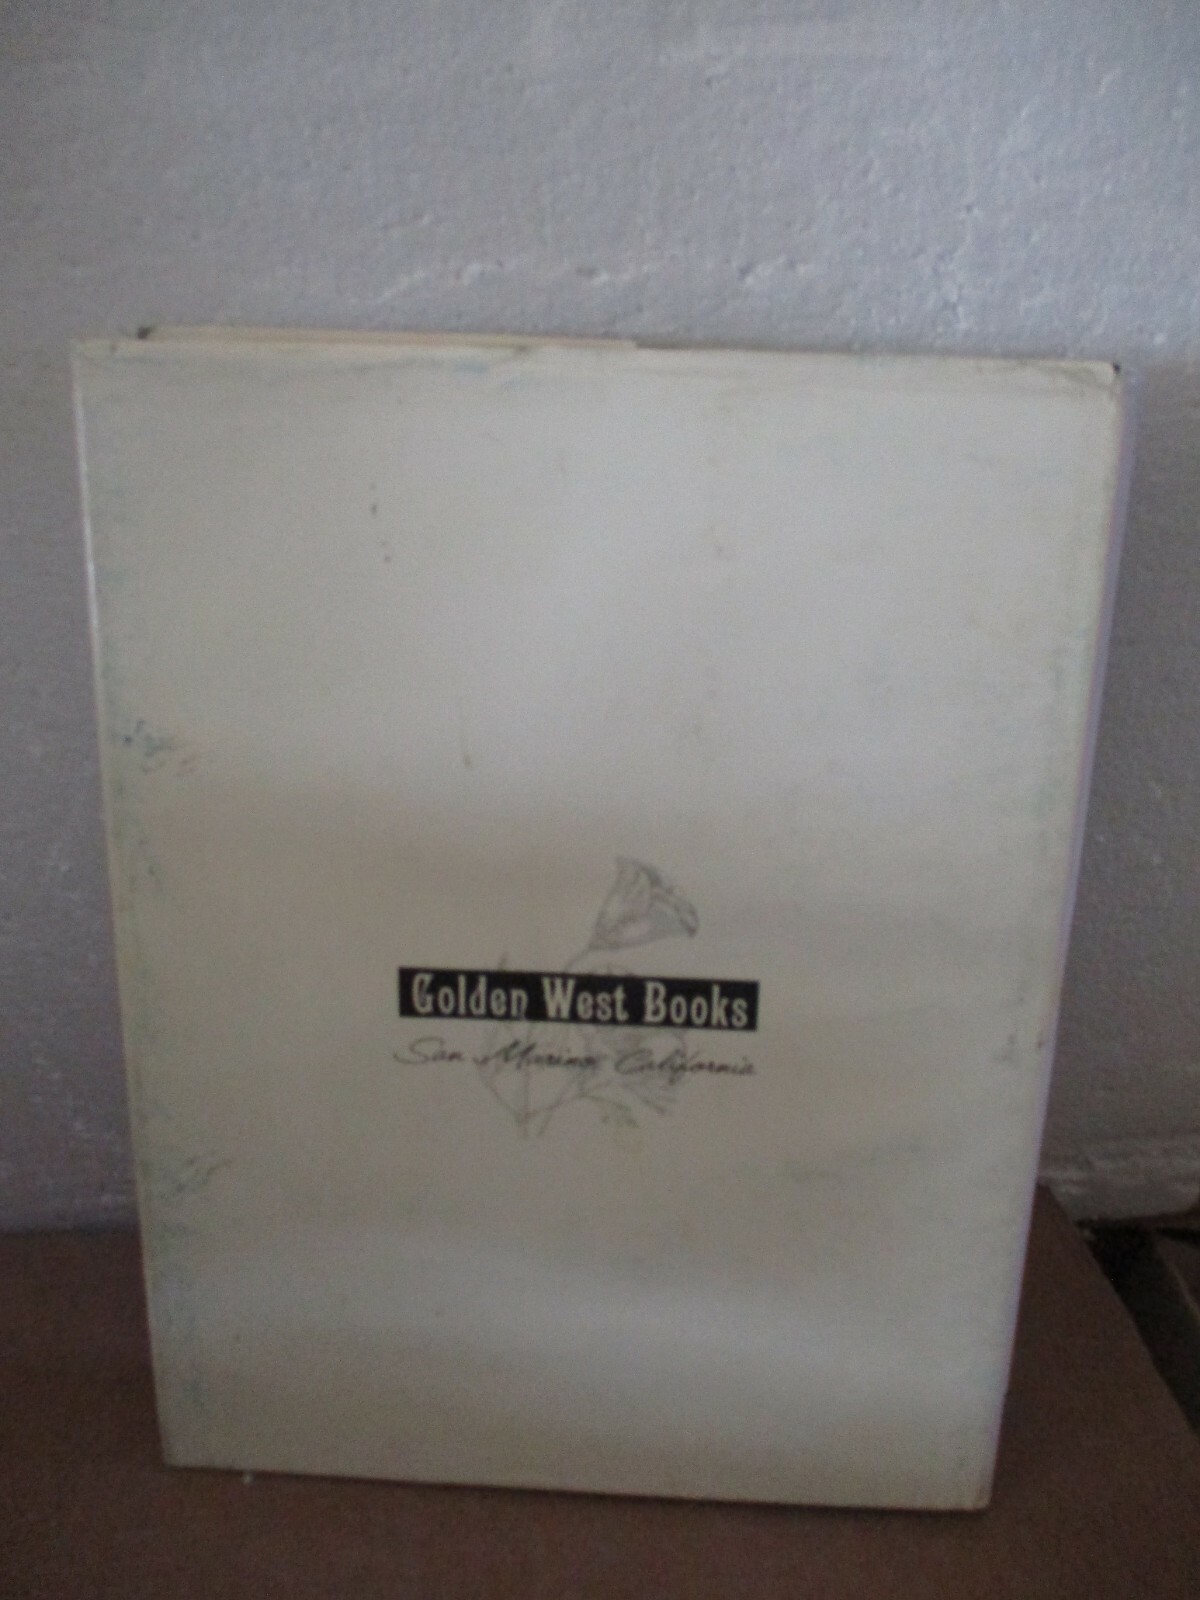 Golden West Books
San Marino, California